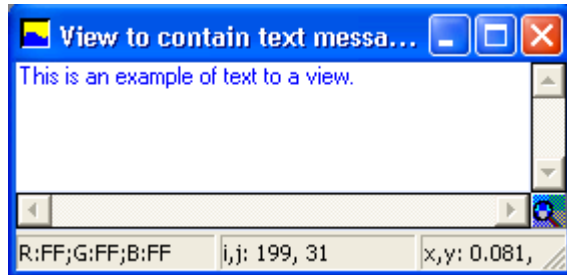 View to contain text messa...
This is an example of text to a view.
R:FF;G:FF;B:FF i,j: 199, 31 x,y: 0.081,